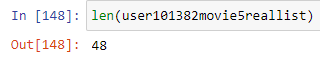 In [148]: len(user101382movie5reallist)
Out[148]: 48